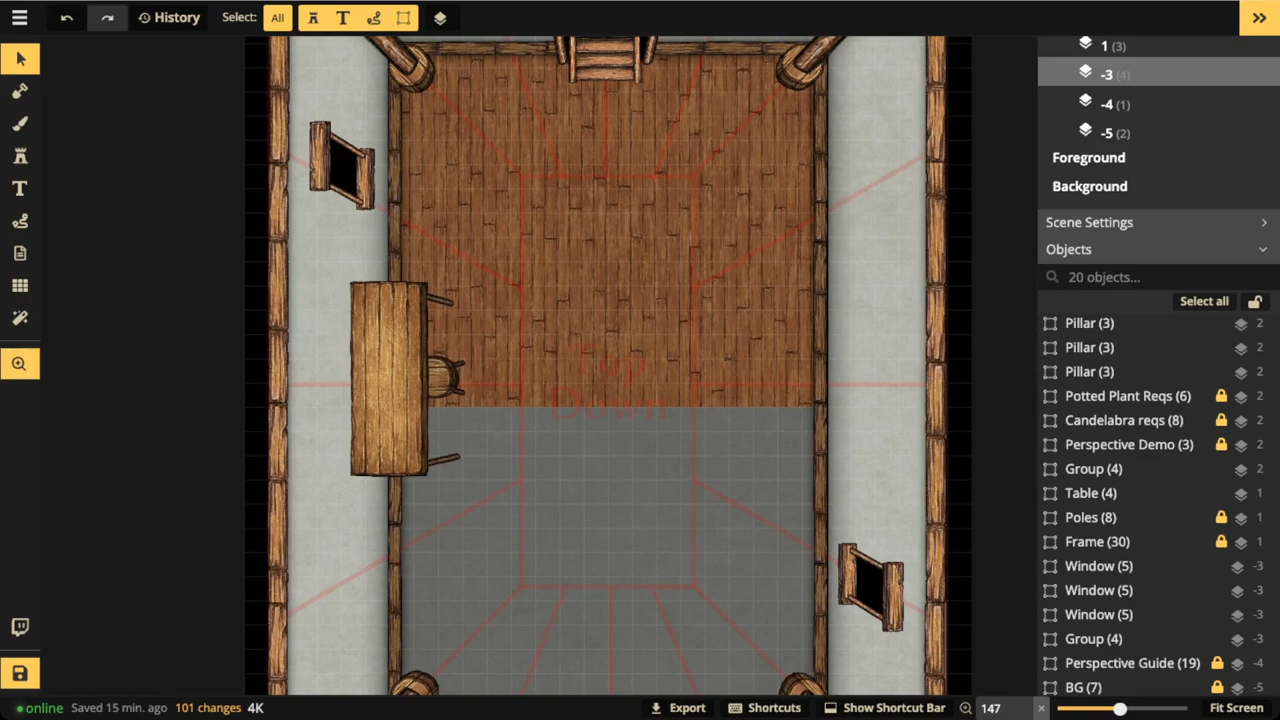 History
Select:
All
T
1 (3)
-3 (4)
-4 (1)
-5 (2)
Foreground
Background
Scene Settings
Objects
20 objects...
Select all
Pillar (3) 2
Pillar (3) 2
Pillar (3) 2
Potted Plant Reqs (6) 2
Candelabra reqs (8) 2
Perspective Demo (3) 2
Group (4) 2
Table (4) 1
Poles (8) 1
Frame (30) 1
Window (5) -3
Window (5) -3
Window (5) -3
Group (4) -3
Perspective Guide (19) -4
BG (7) -5
T
Top
Down
online Saved 15 min. ago 101 changes 4K
Export
Shortcuts
Show Shortcut Bar
147
×
Fit Screen